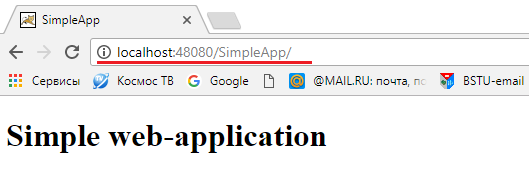 SimpleApp
localhost:48080/SimpleApp/
Сервисы Космос ТВ Google @MAIL.RU: почта, по BSTU-email
Simple web-application